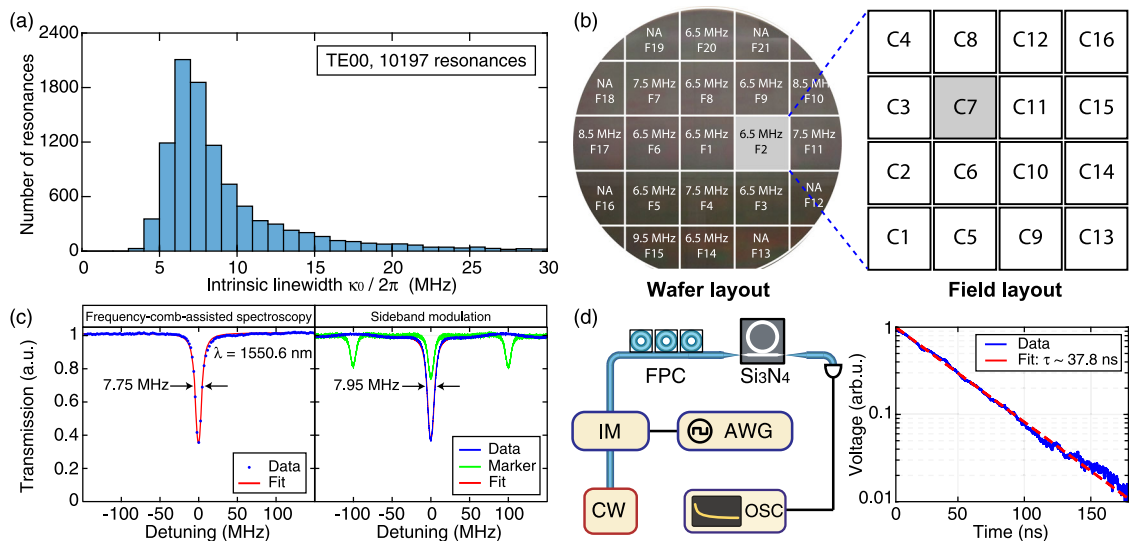 (a)
2400
1800
1200
600
0
Number of resonances
TE00, 10197 resonances
0 5 10 15 20 25 30
Intrinsic linewidth κ0 / 2π (MHz)
(b)
NA
F19
6.5 MHz
F20
NA
F21
NA
F18
7.5 MHz
F7
6.5 MHz
F8
6.5 MHz
F9
8.5 MH
F10
8.5 MHz
F17
6.5 MHz
F6
6.5 MHz
F1
6.5 MHz
F2
7.5 MHz
F11
NA
F16
6.5 MHz
F5
7.5 MHz
F4
6.5 MHz
F3
NA
F12
9.5 MHz
F15
6.5 MHz
F14
NA
F13
Wafer layout
C4 C8 C12 C16
C3 C7 C11 C15
C2 C6 C10 C14
C1 C5 C9 C13
Field layout
(c)
Frequency-comb-assisted spectroscopy
Sideband modulation
1
0.8
0.6
0.4
0.2
0
Transmission (a.u.)
λ = 1550.6 nm
7.75 MHz
7.95 MHz
Data
Fit
Data
Marker
Fit
-100 -50 0 50 100
-100 -50 0 50 100
Detuning (MHz)
Detuning (MHz)
(d)
FPC
Si3N4
IM
AWG
CW
OSC
1
0.1
0.01
Voltage (arb.u.)
Data
Fit: τ ~ 37.8 ns
0 50 100 150
Time (ns)